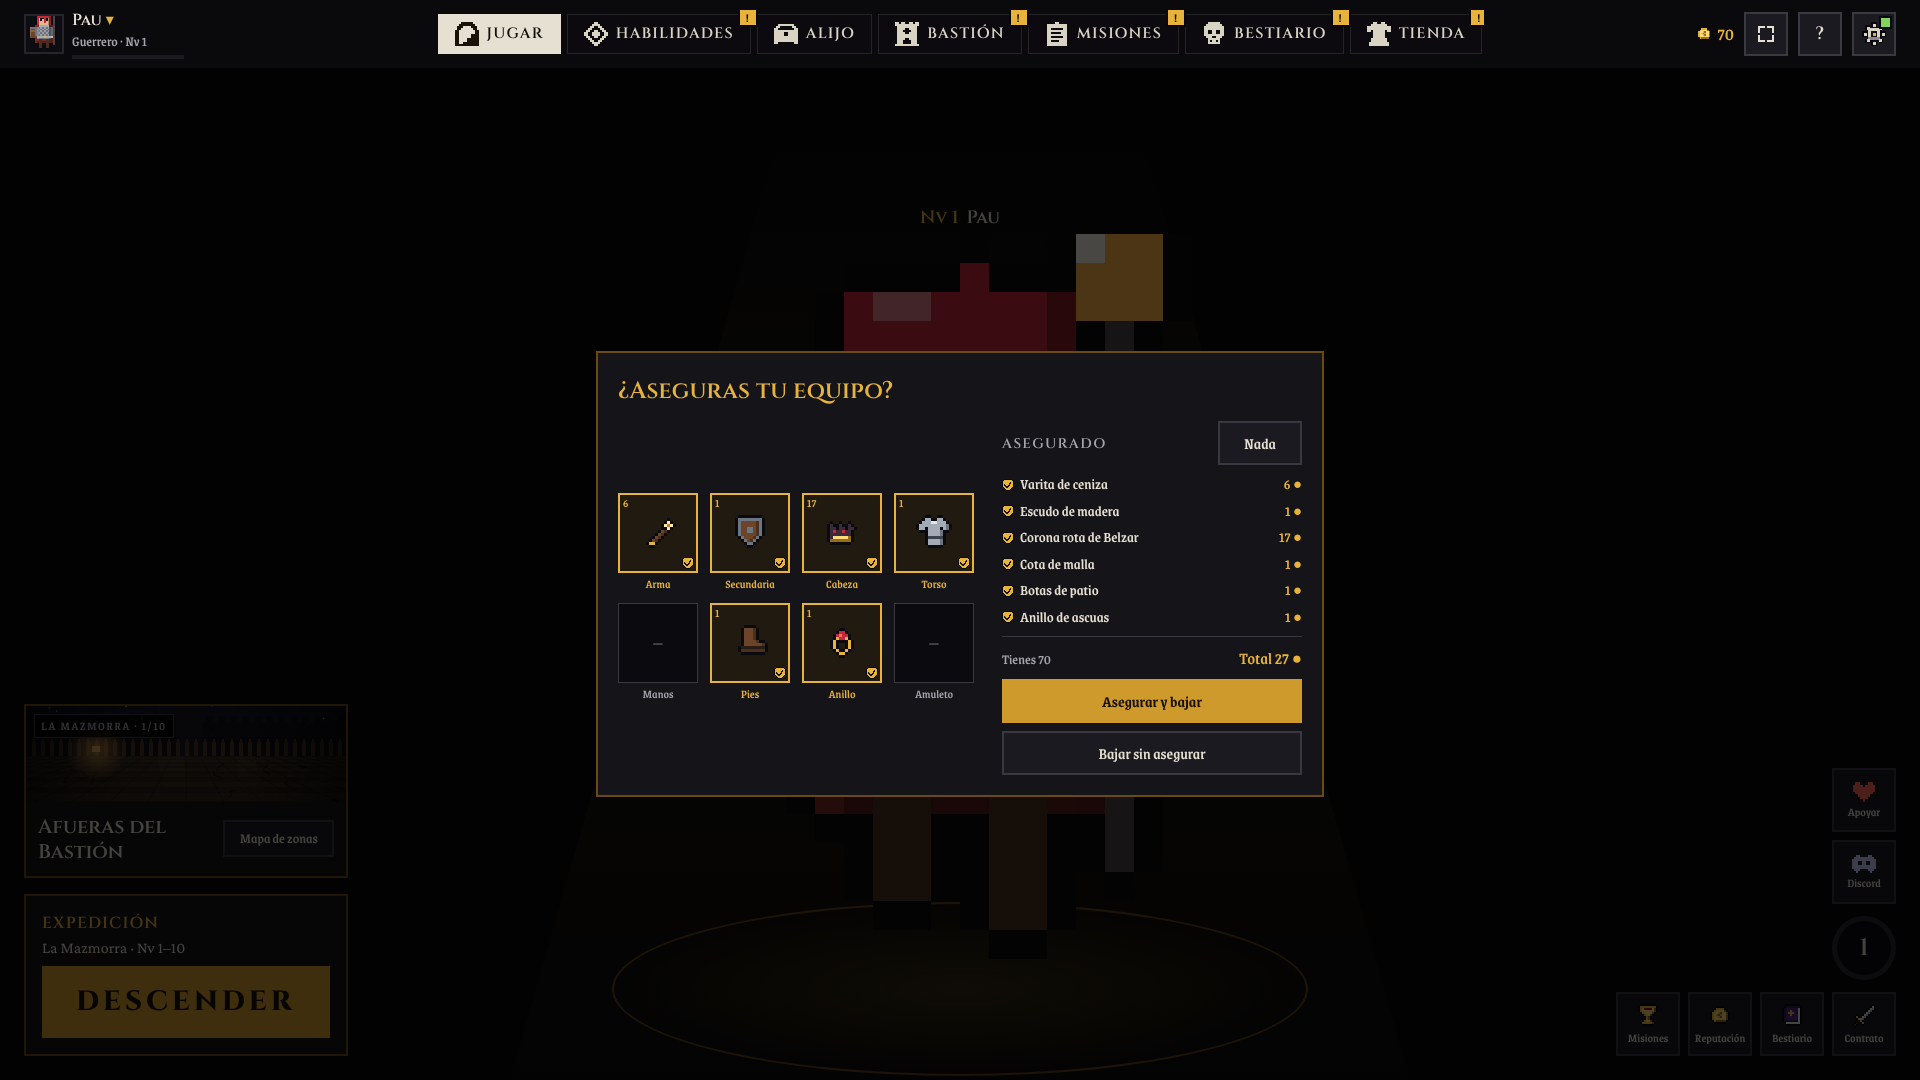 Pau ▾
Guerrero · Nv 1
JUGAR
HABILIDADES
!
ALIJO
BASTIÓN
!
MISIONES
!
BESTIARIO
!
TIENDA
!
70
?
Nv 1 Pau
¿Aseguras tu equipo?
ASEGURADO
Nada
6
Arma
1
Secundaria
17
Cabeza
1
Torso
–
Manos
1
Pies
1
Anillo
–
Amuleto
Varita de ceniza 6
Escudo de madera 1
Corona rota de Belzar 17
Cota de malla 1
Botas de patio 1
Anillo de ascuas 1
Tienes 70 Total 27
Asegurar y bajar
Bajar sin asegurar
LA MAZMORRA · 1/10
Afueras del
Bastión
Mapa de zonas
EXPEDICIÓN
La Mazmorra · Nv 1–10
DESCENDER
Apoyar
Discord
1
Misiones
Reputación
Bestiario
Contrato